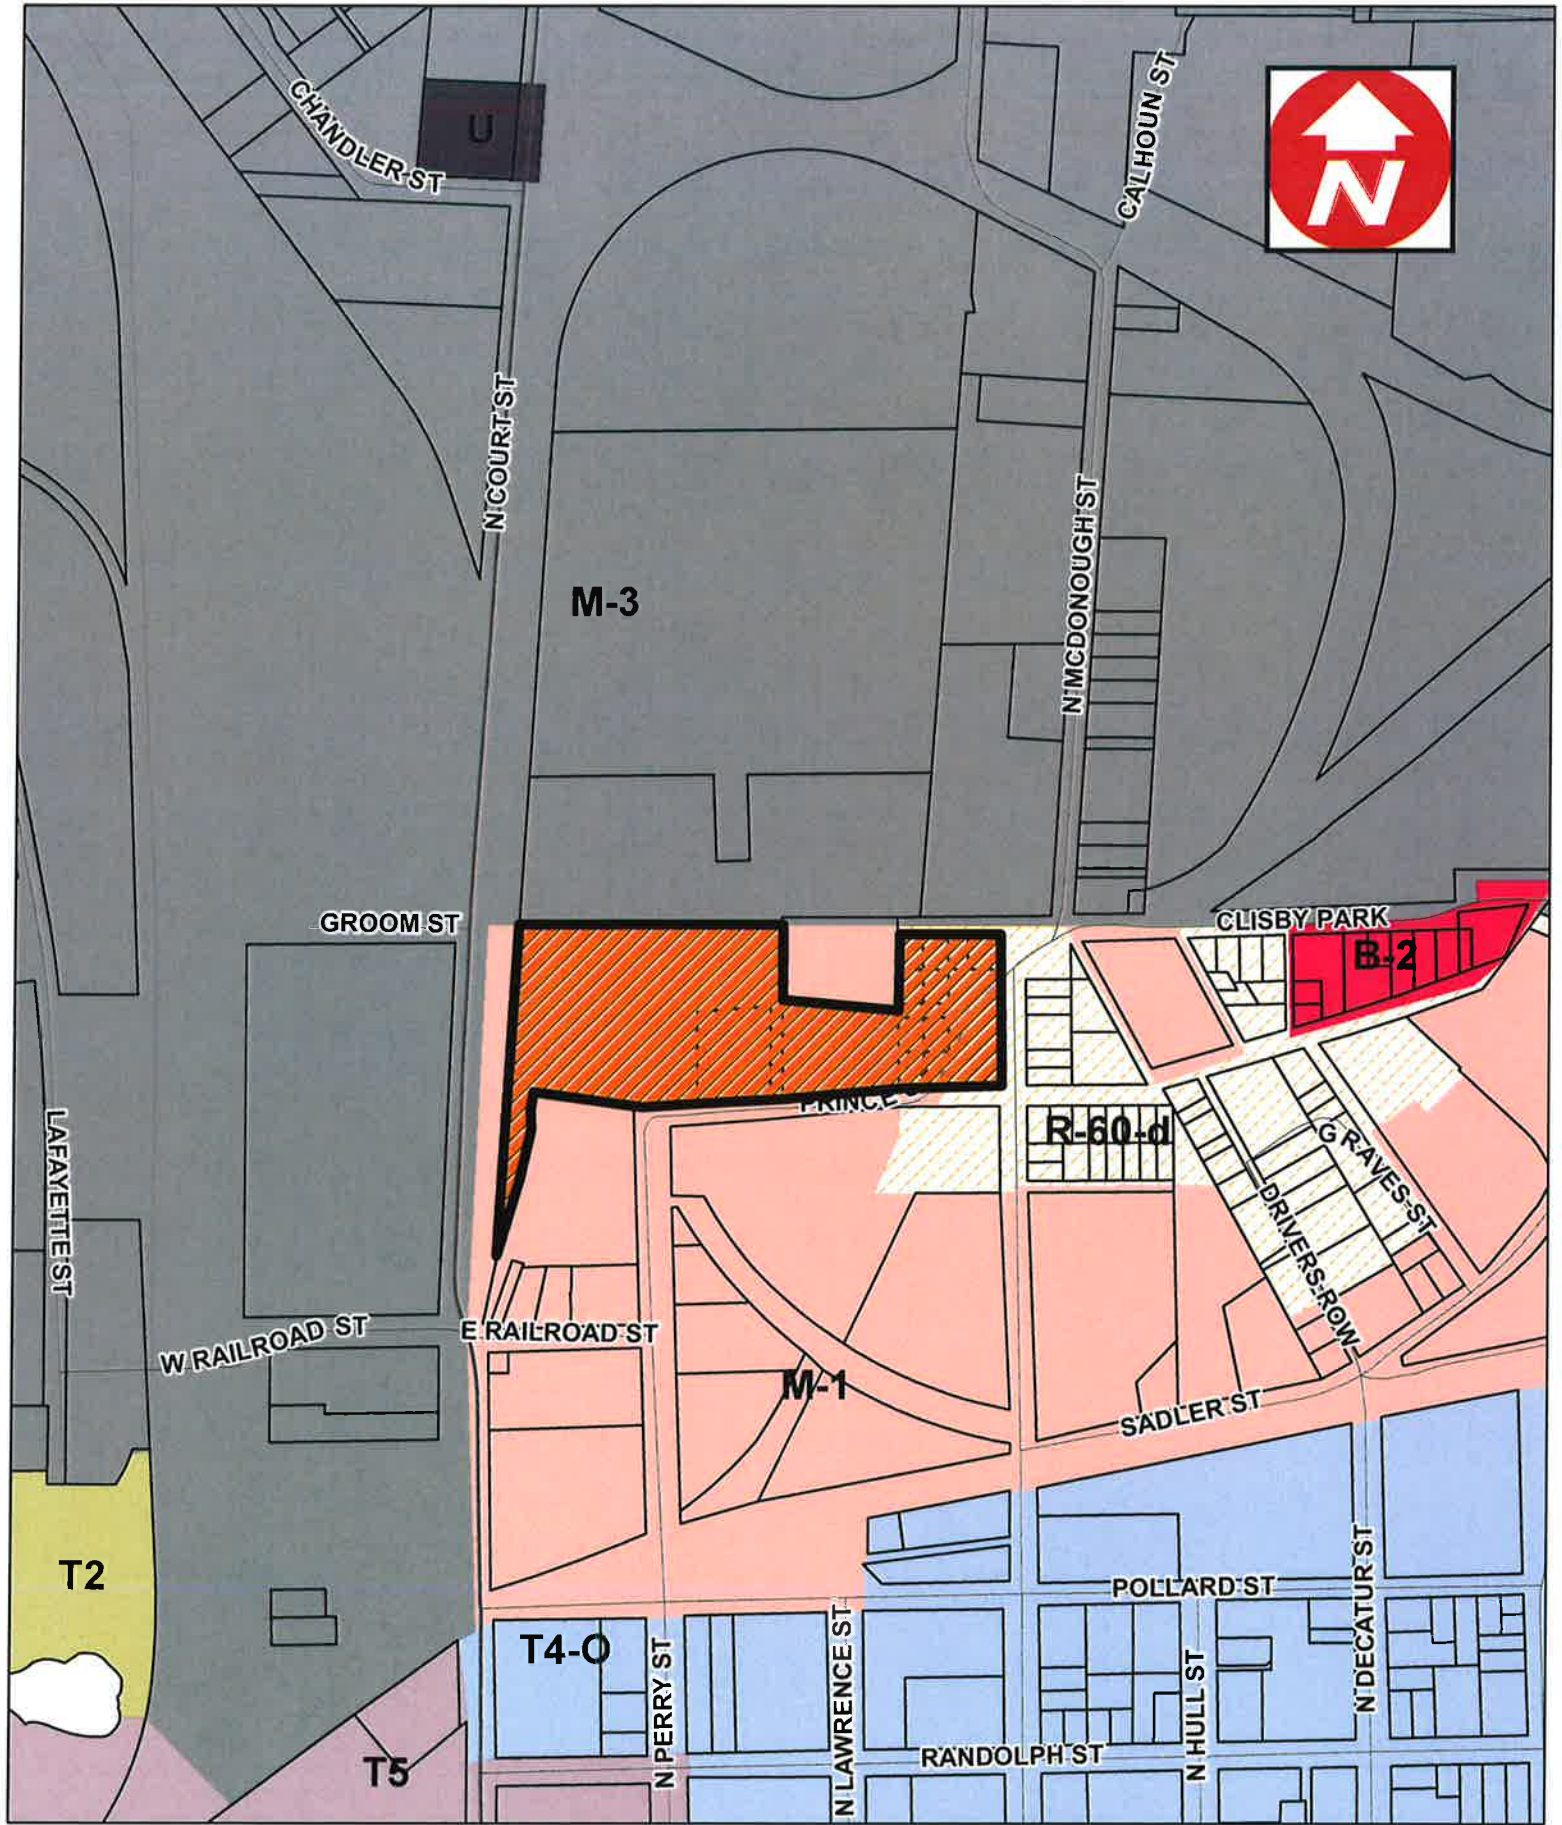 CALHOUN ST
CHANDLER ST
U
N
N COURT ST
M-3
N MCDONOUGH ST
GROOM ST
CLISBY PARK
B-2
PRINCE
R-60-d
GRAVES ST
LAFAYETTE ST
DRIVERS ROW
W RAILROAD ST
E RAILROAD ST
M-1
SADLER ST
T2
POLLARD ST
N DECATUR ST
T4-O
N PERRY ST
N LAWRENCE ST
N HULL ST
RANDOLPH ST
T5